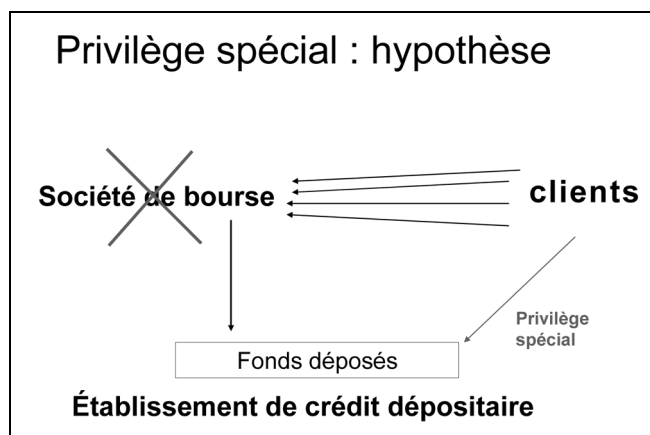 Privilège spécial : hypothèse
Société de bourse
clients
Privilège
spécial
Fonds déposés
Établissement de crédit dépositaire